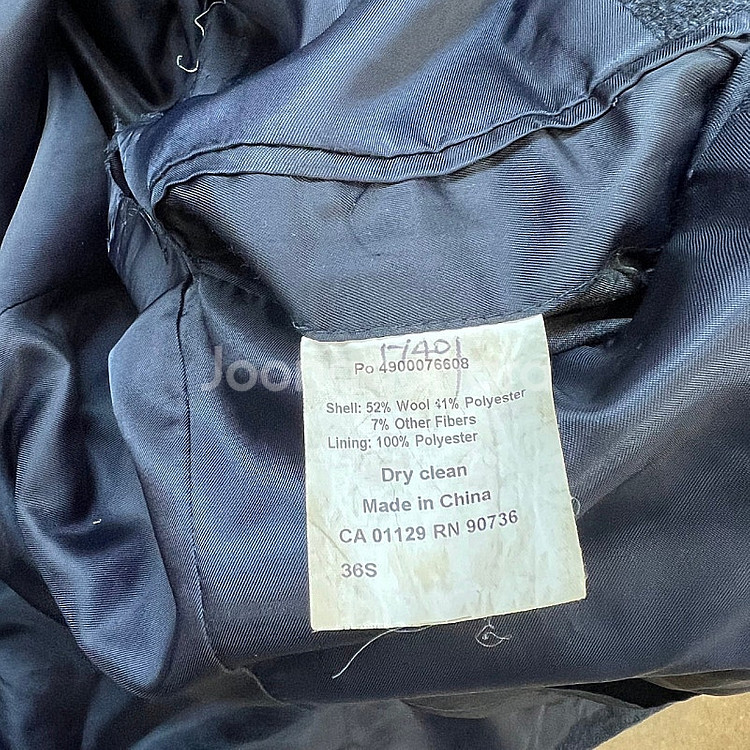 17401
Po 4900076608
Shell: 52% Wool 41% Polyester
7% Other Fibers
Lining: 100% Polyester
Dry clean
Made in China
CA 01129 RN 90736
36S